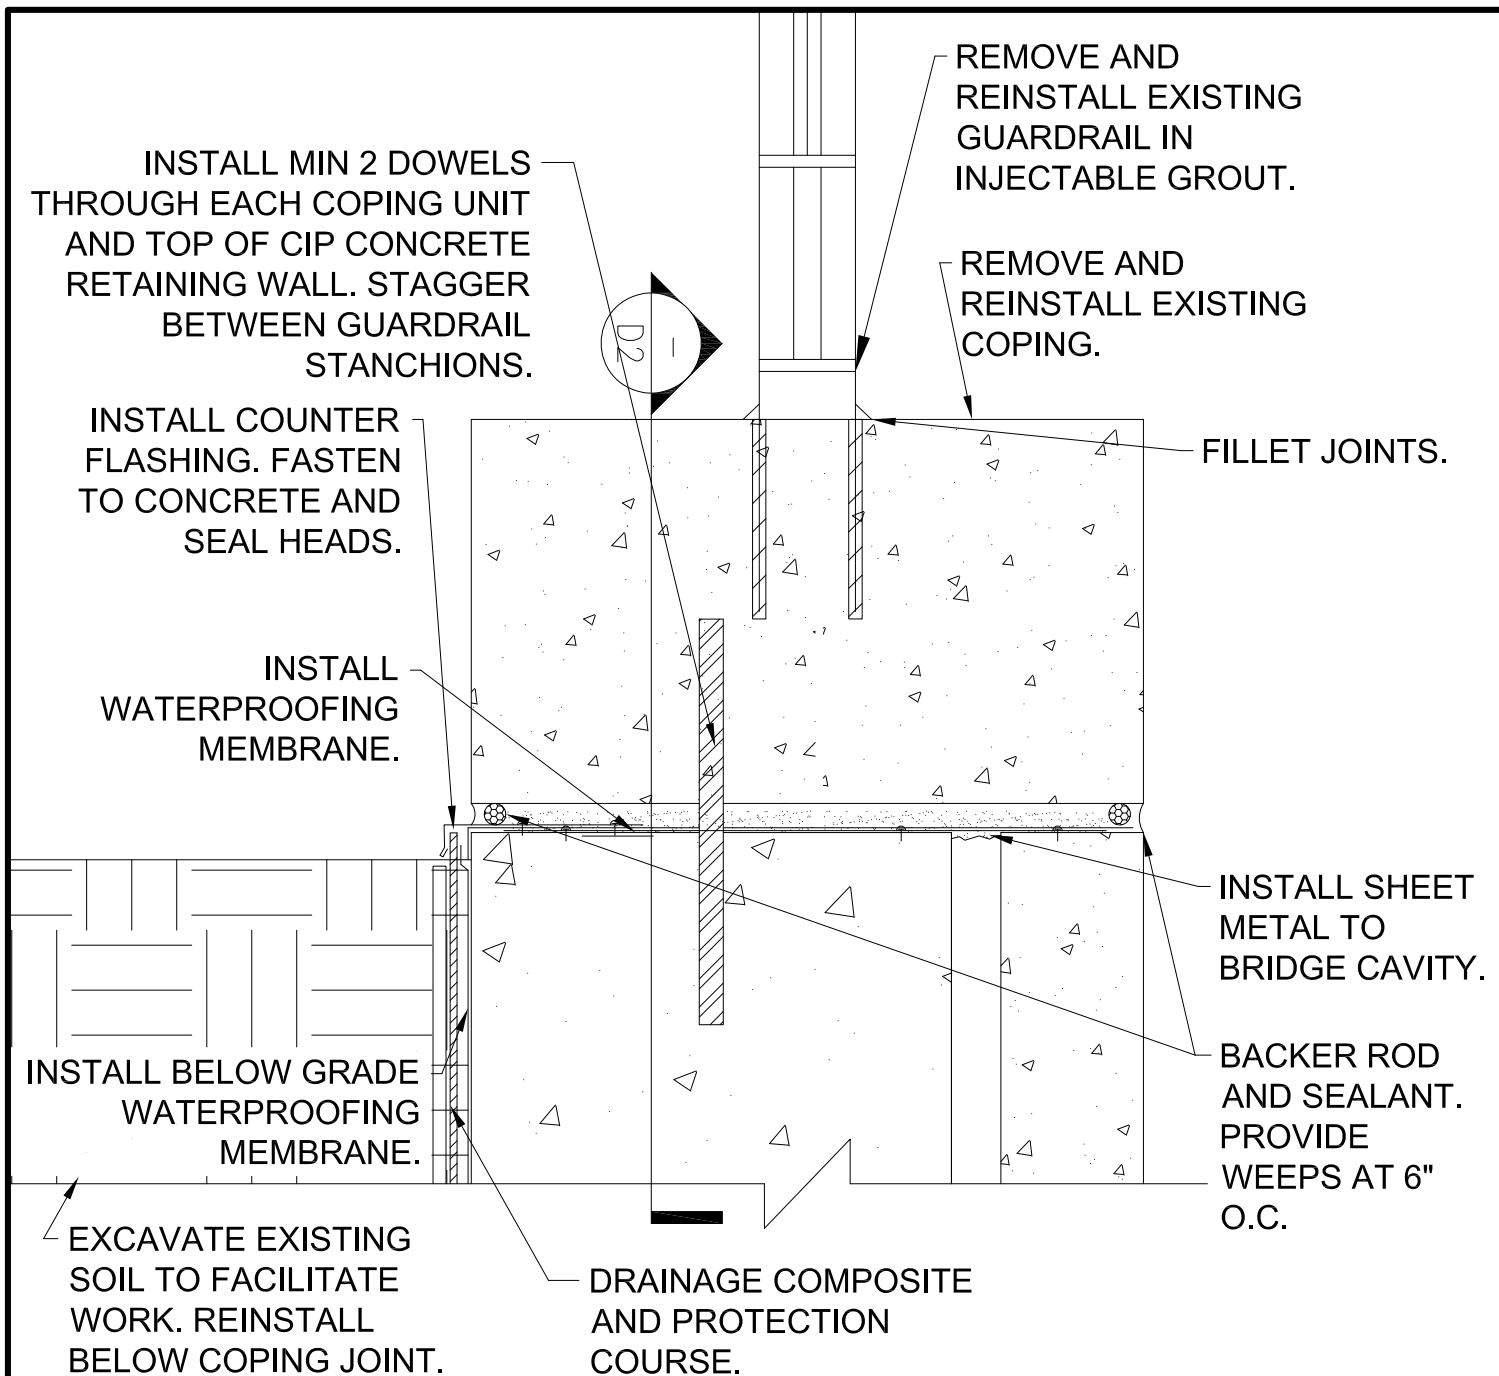 REMOVE AND
REINSTALL EXISTING
GUARDRAIL IN
INJECTABLE GROUT.
INSTALL MIN 2 DOWELS
THROUGH EACH COPING UNIT
AND TOP OF CIP CONCRETE
RETAINING WALL. STAGGER
BETWEEN GUARDRAIL
STANCHIONS.
REMOVE AND
REINSTALL EXISTING
COPING.
D2
–
INSTALL COUNTER
FLASHING. FASTEN
TO CONCRETE AND
SEAL HEADS.
FILLET JOINTS.
INSTALL
WATERPROOFING
MEMBRANE.
INSTALL SHEET
METAL TO
BRIDGE CAVITY.
INSTALL BELOW GRADE
WATERPROOFING
MEMBRANE.
BACKER ROD
AND SEALANT.
PROVIDE
WEEPS AT 6"
O.C.
EXCAVATE EXISTING
SOIL TO FACILITATE
WORK. REINSTALL
BELOW COPING JOINT.
DRAINAGE COMPOSITE
AND PROTECTION
COURSE.